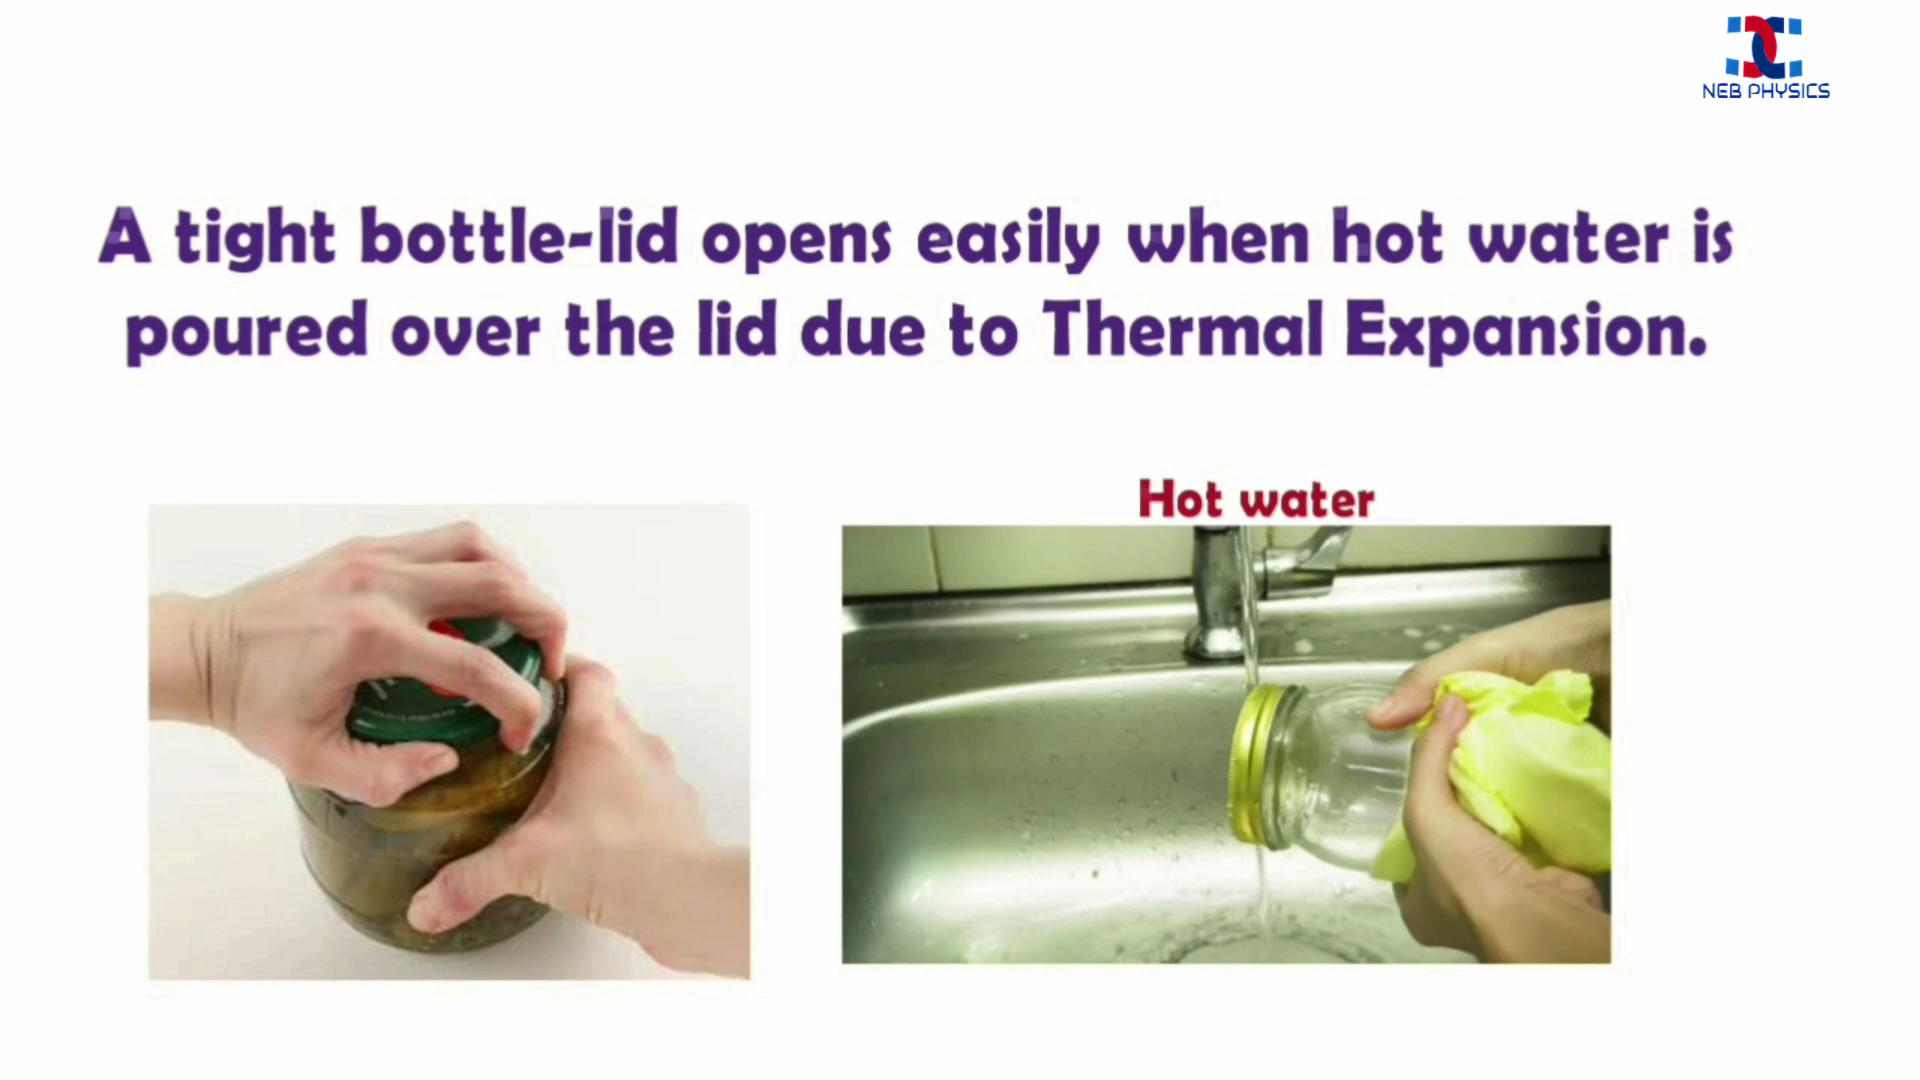 NEB PHYSICS
A tight bottle-lid opens easily when hot water is
poured over the lid due to Thermal Expansion.
Hot water